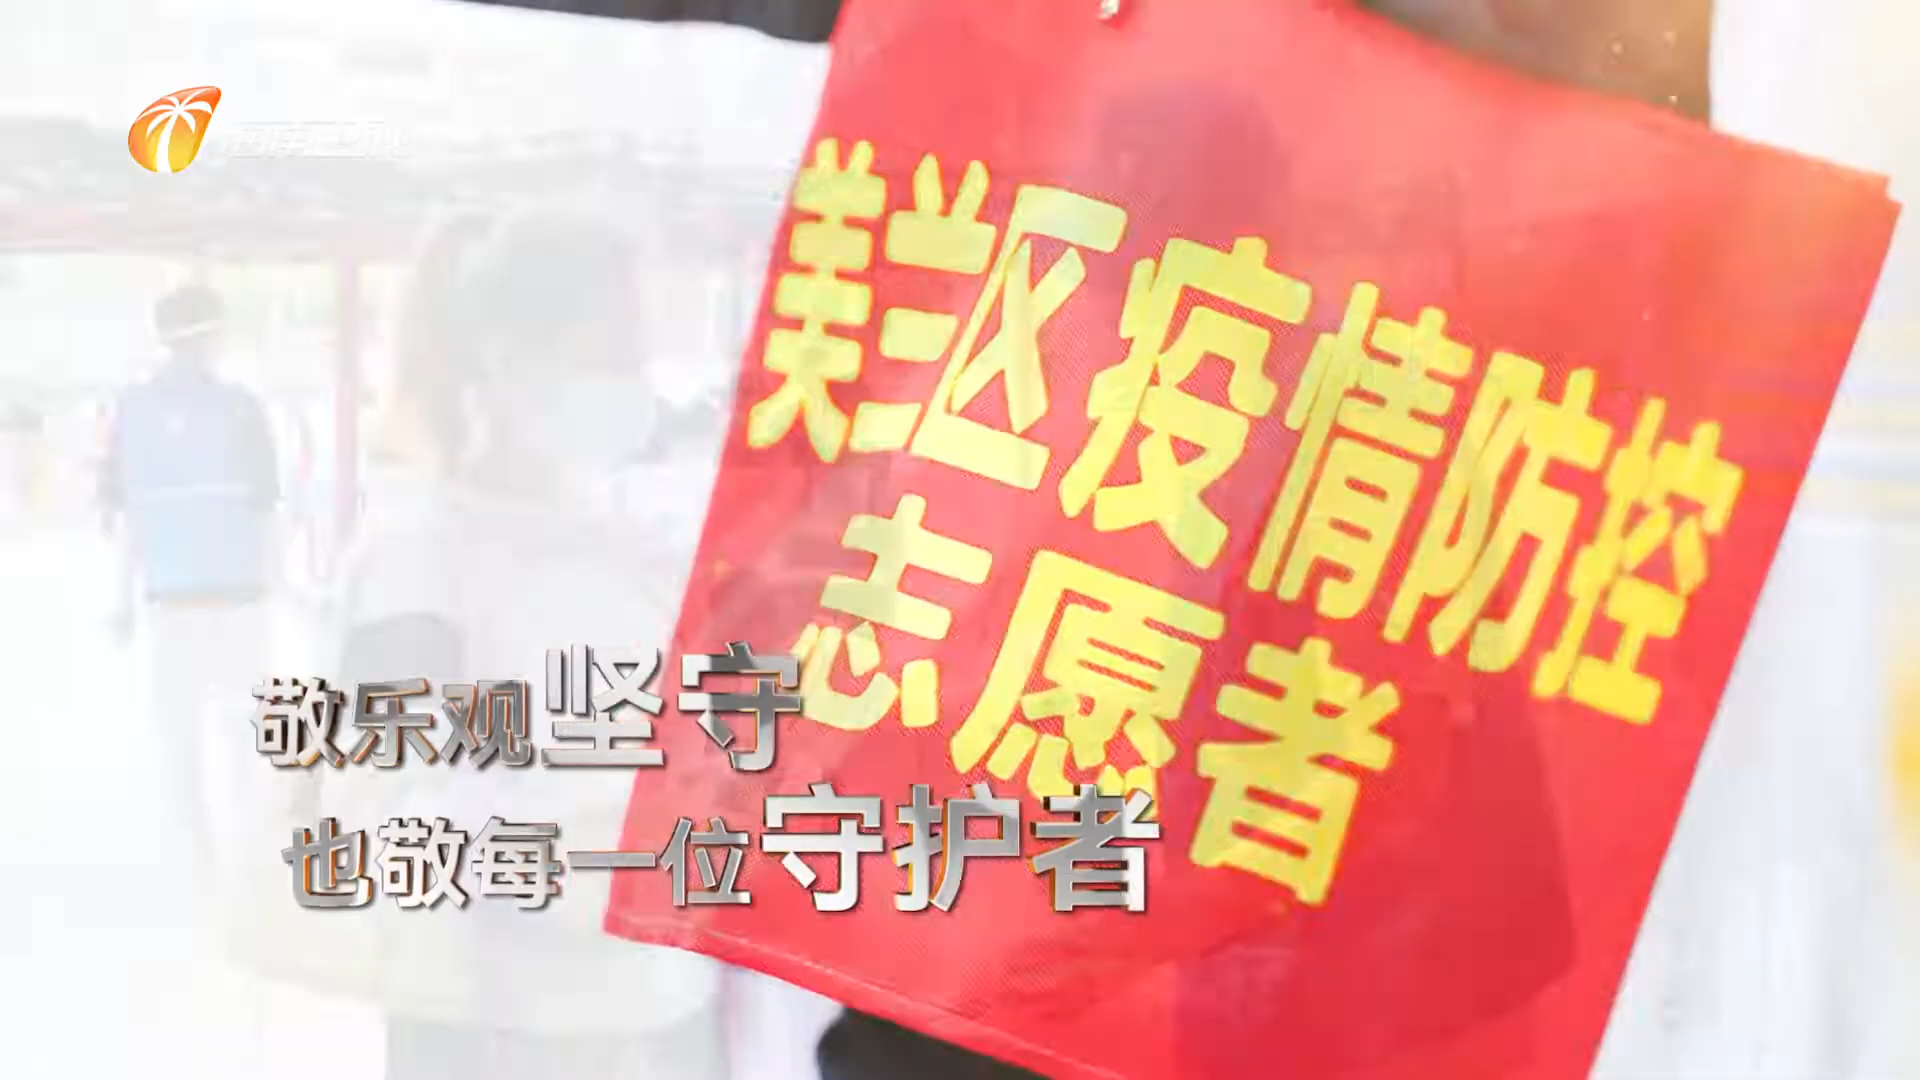 美兰区疫情防控
志愿者
敬乐观坚守
也敬每一位守护者